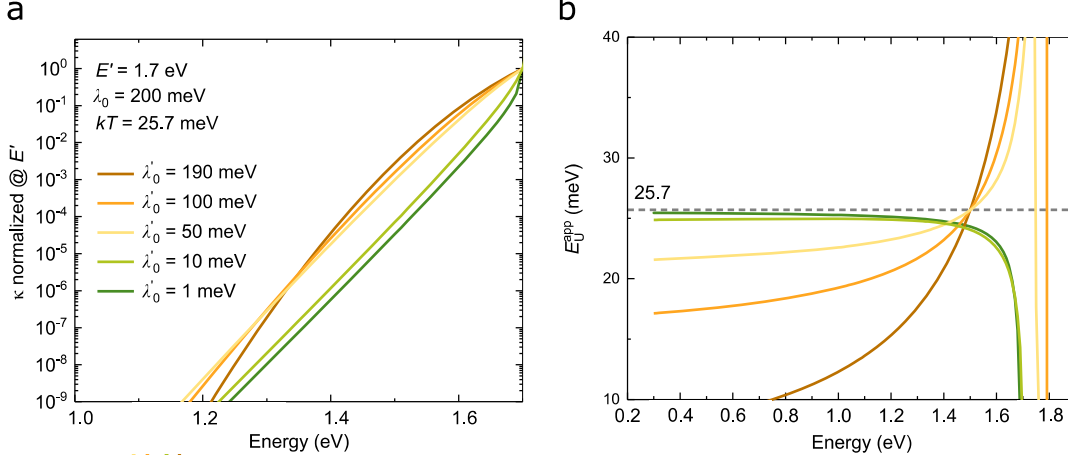 a
E′ = 1.7 eV
λ₀ = 200 meV
kT = 25.7 meV
λ′₀ = 190 meV
λ′₀ = 100 meV
λ′₀ = 50 meV
λ′₀ = 10 meV
λ′₀ = 1 meV
κ normalized @ E′
10⁰
10⁻¹
10⁻²
10⁻³
10⁻⁴
10⁻⁵
10⁻⁶
10⁻⁷
10⁻⁸
10⁻⁹
1.0 1.2 1.4 1.6
Energy (eV)
b
25.7
E_U^app (meV)
40
30
20
10
0.2 0.4 0.6 0.8 1.0 1.2 1.4 1.6 1.8
Energy (eV)